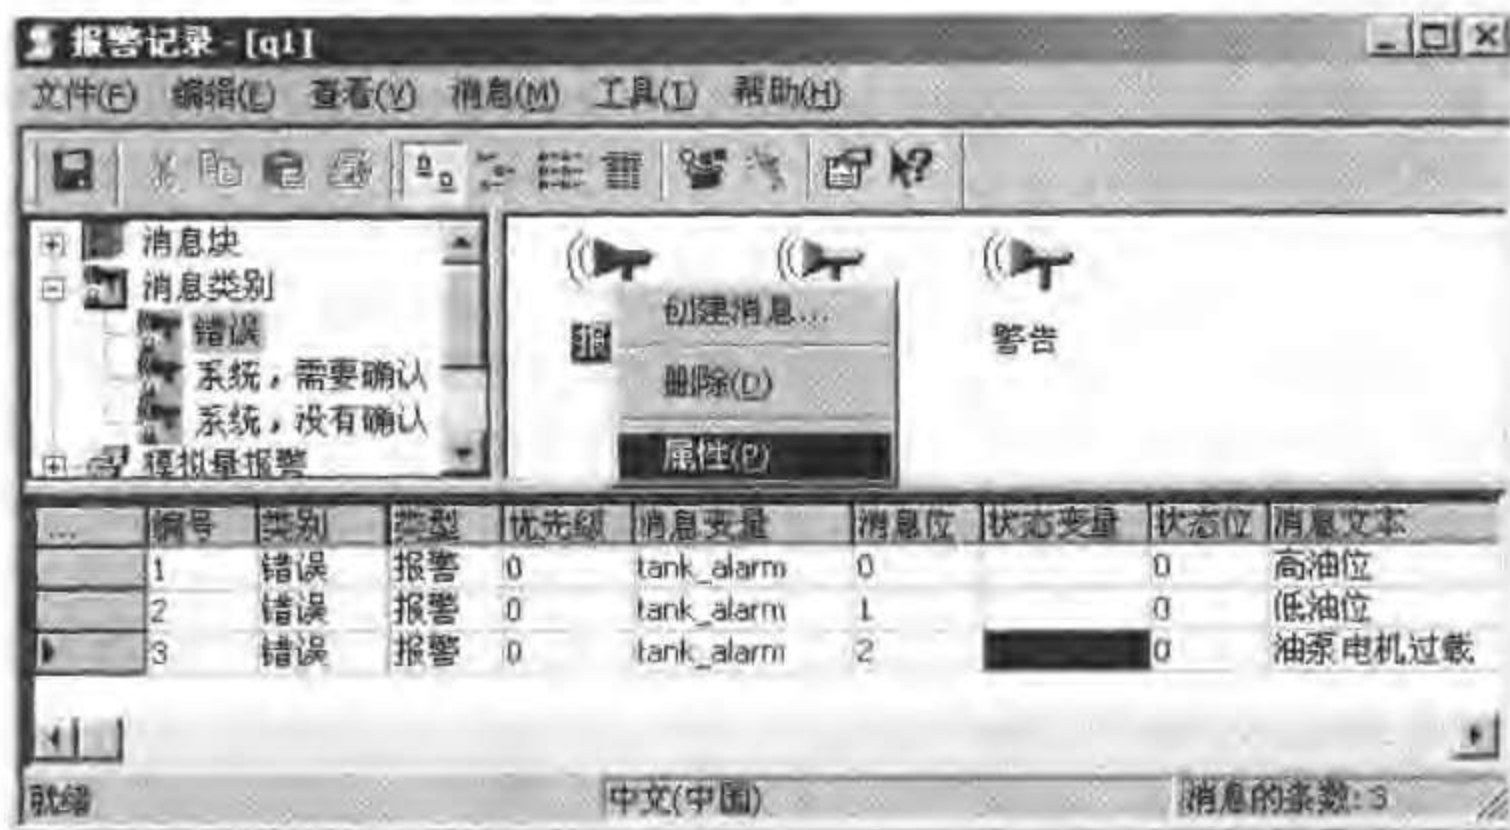 报警记录 - [q1]
文件(F) 编辑(E) 查看(V) 消息(M) 工具(T) 帮助(H)
消息块
消息类别
错误
系统，需要确认
系统，没有确认
模拟量报警
创建消息...
报
警告
删除(D)
属性(P)
... 编号 类别 类型 优先级 消息变量 消息位 状态变量 状态位 消息文本
1 错误 报警 0 tank_alarm 0 0 高油位
2 错误 报警 0 tank_alarm 1 0 低油位
3 错误 报警 0 tank_alarm 2 0 油泵电机过载
就绪 中文(中国) 消息的条数: 3